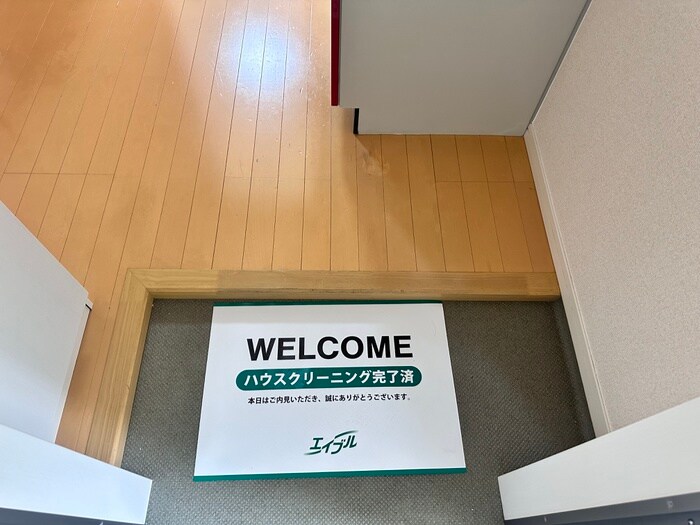 WELCOME
ハウスクリーニング完了済
本日はご内見いただき、誠にありがとうございます。
エイブル